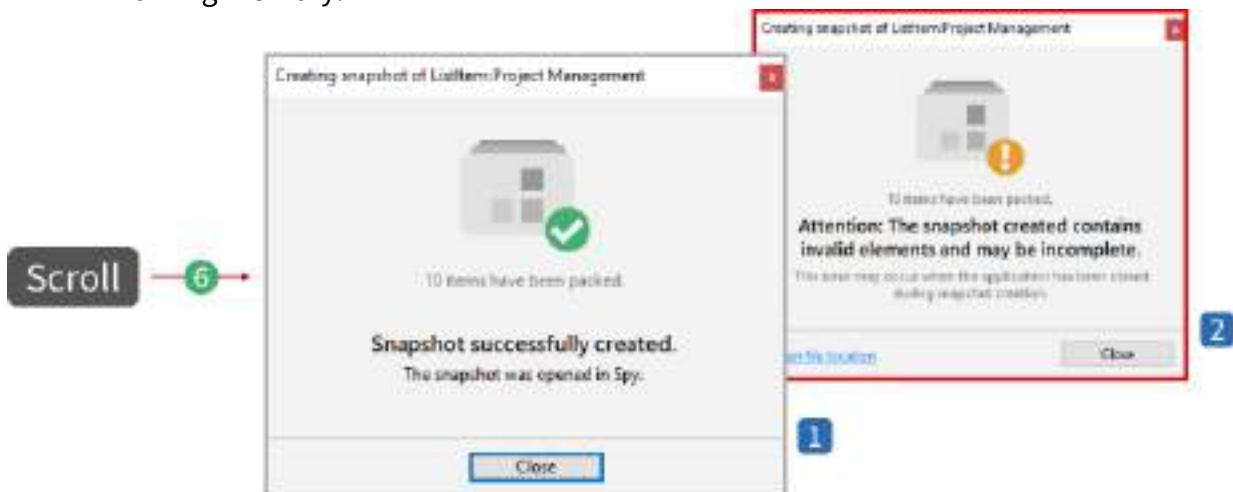 Creating snapshot of ListItem:Project Management
Creating snapshot of ListItem:Project Management
10 items have been packed.
Attention: The snapshot created contains
invalid elements and may be incomplete.
This error may occur when the application has been closed
during snapshot creation.
file location
Close
2
Scroll
6
10 items have been packed.
Snapshot successfully created.
The snapshot was opened in Spy.
Close
1